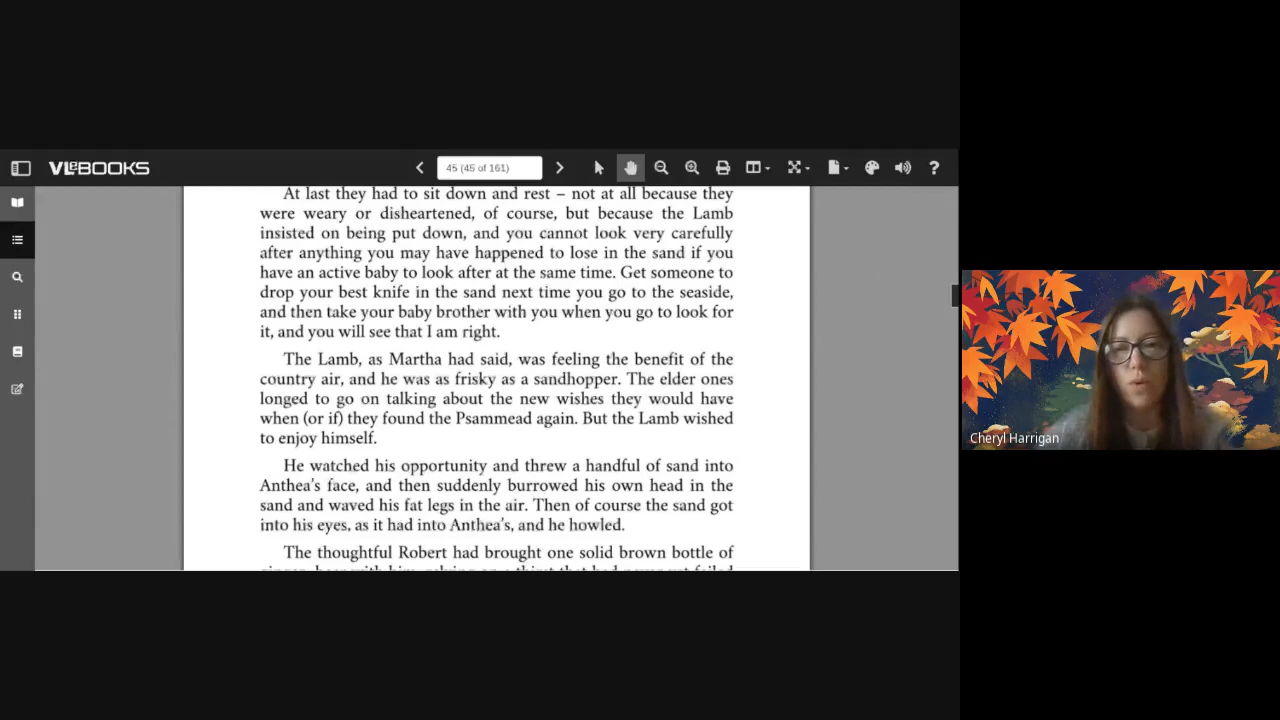 VLeBOOKS
45 (45 of 161)
?
At last they had to sit down and rest – not at all because they
were weary or disheartened, of course, but because the Lamb
insisted on being put down, and you cannot look very carefully
after anything you may have happened to lose in the sand if you
have an active baby to look after at the same time. Get someone to
drop your best knife in the sand next time you go to the seaside,
and then take your baby brother with you when you go to look for
it, and you will see that I am right.
The Lamb, as Martha had said, was feeling the benefit of the
country air, and he was as frisky as a sandhopper. The elder ones
longed to go on talking about the new wishes they would have
when (or if) they found the Psammead again. But the Lamb wished
to enjoy himself.
He watched his opportunity and threw a handful of sand into
Anthea's face, and then suddenly burrowed his own head in the
sand and waved his fat legs in the air. Then of course the sand got
into his eyes, as it had into Anthea's, and he howled.
The thoughtful Robert had brought one solid brown bottle of
Cheryl Harrigan